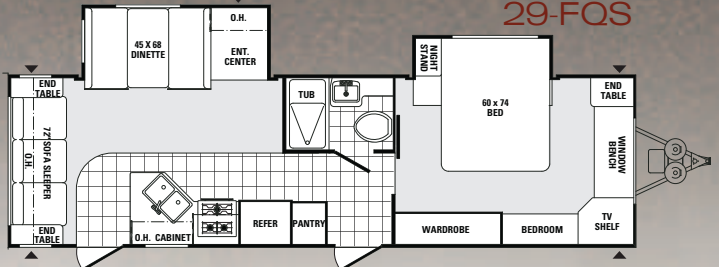 29-FQS
O.H.
45 X 68
DINETTE
ENT.
CENTER
NIGHT
STAND
END
TABLE
TUB
60 x 74
BED
END
TABLE
72" SOFA SLEEPER
O.H.
WINDOW
BENCH
END
TABLE
O.H. CABINET
REFER
PANTRY
WARDROBE
BEDROOM
TV
SHELF